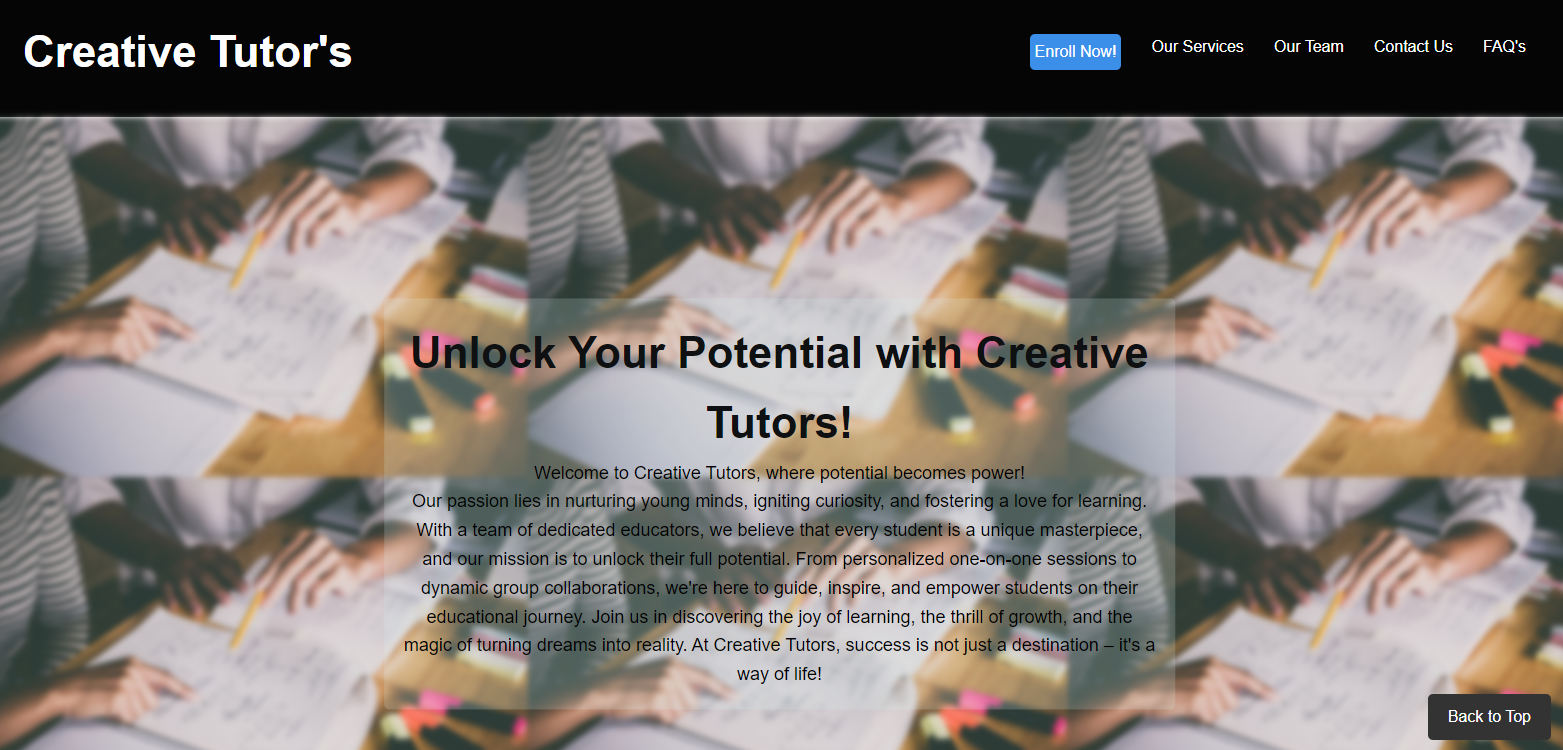 Creative Tutor's
Enroll Now!
Our Services
Our Team
Contact Us
FAQ's
Unlock Your Potential with Creative
Tutors!
Welcome to Creative Tutors, where potential becomes power!
Our passion lies in nurturing young minds, igniting curiosity, and fostering a love for learning.
With a team of dedicated educators, we believe that every student is a unique masterpiece,
and our mission is to unlock their full potential. From personalized one-on-one sessions to
dynamic group collaborations, we're here to guide, inspire, and empower students on their
educational journey. Join us in discovering the joy of learning, the thrill of growth, and the
magic of turning dreams into reality. At Creative Tutors, success is not just a destination – it's a
way of life!
Back to Top